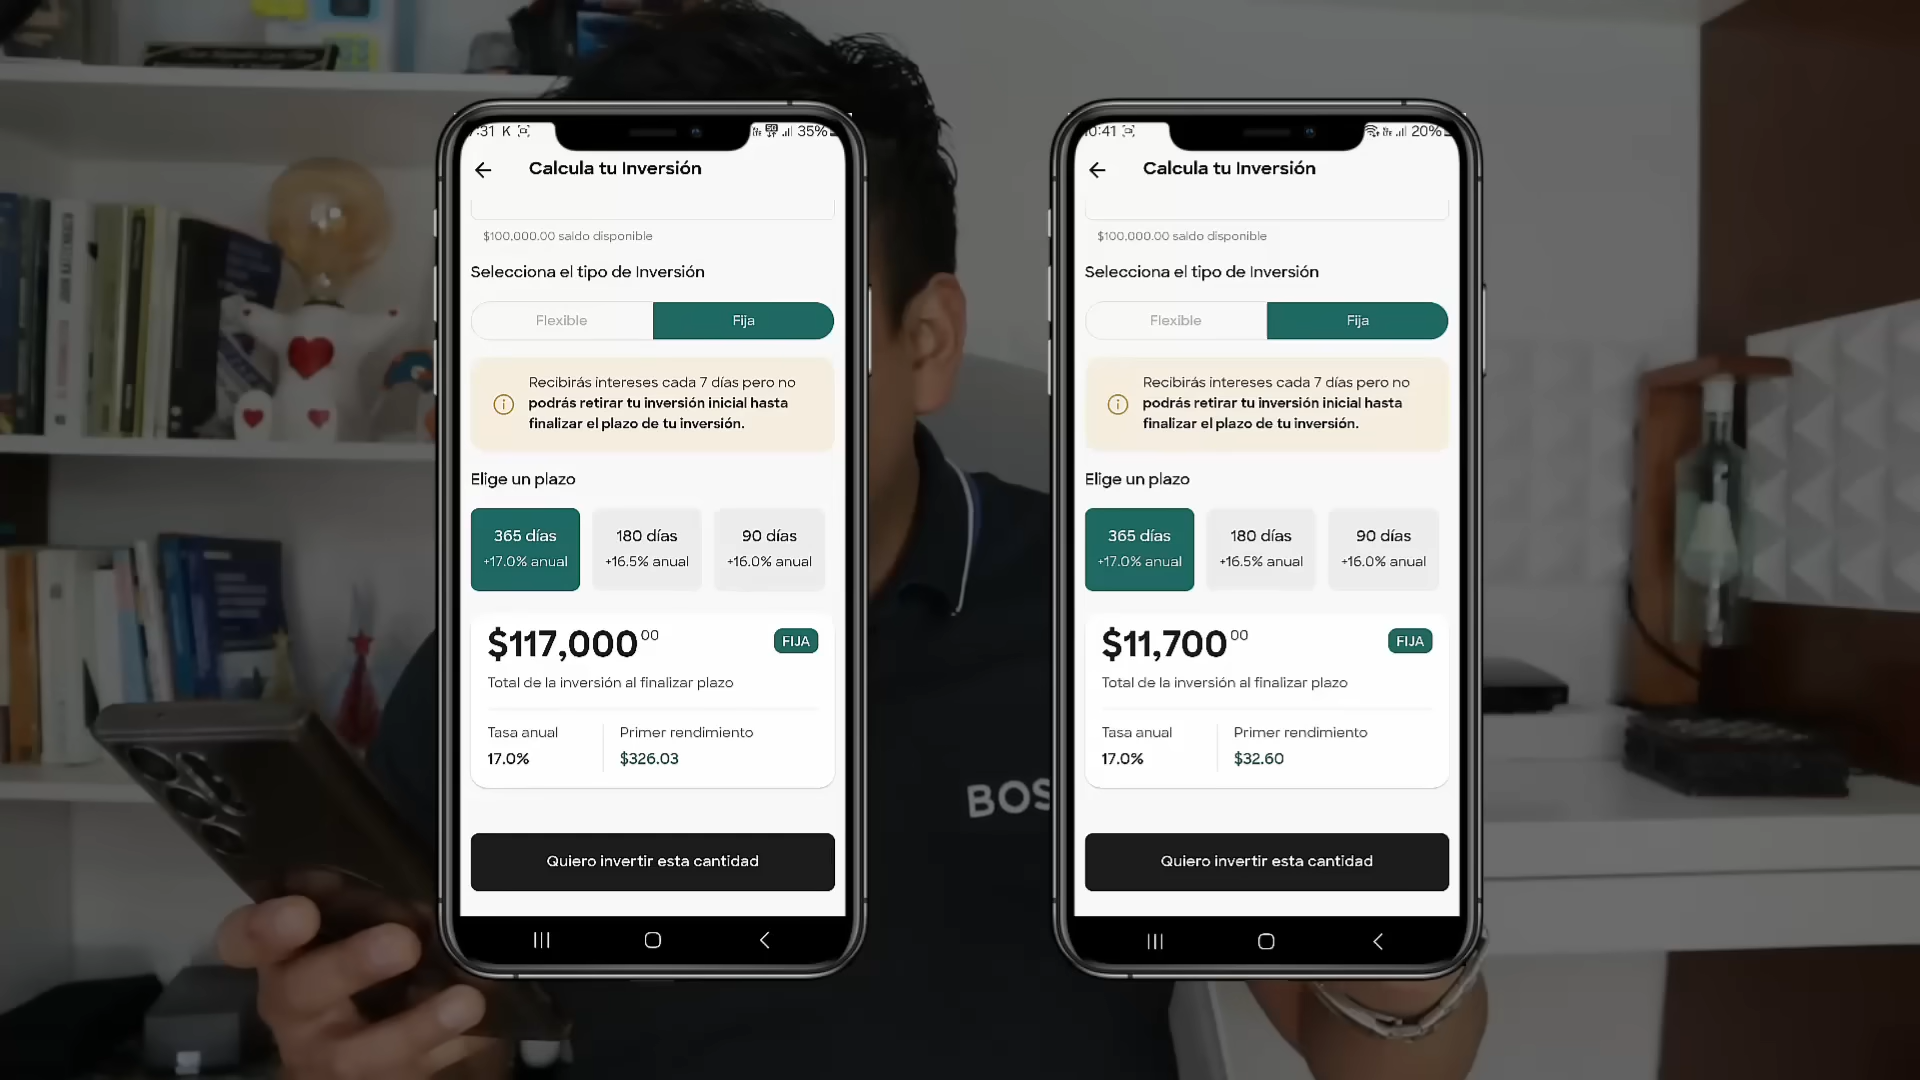 7:31 K 35%
Calcula tu Inversión
$100,000.00 saldo disponible
Selecciona el tipo de Inversión
Flexible Fija
Recibirás intereses cada 7 días pero no
podrás retirar tu inversión inicial hasta
finalizar el plazo de tu inversión.
Elige un plazo
365 días 180 días 90 días
+17.0% anual +16.5% anual +16.0% anual
$117,000 00 FIJA
Total de la inversión al finalizar plazo
Tasa anual Primer rendimiento
17.0% $326.03
Quiero invertir esta cantidad
0:41 20%
Calcula tu Inversión
$100,000.00 saldo disponible
Selecciona el tipo de Inversión
Flexible Fija
Recibirás intereses cada 7 días pero no
podrás retirar tu inversión inicial hasta
finalizar el plazo de tu inversión.
Elige un plazo
365 días 180 días 90 días
+17.0% anual +16.5% anual +16.0% anual
$11,700 00 FIJA
Total de la inversión al finalizar plazo
Tasa anual Primer rendimiento
17.0% $32.60
Quiero invertir esta cantidad
BOS